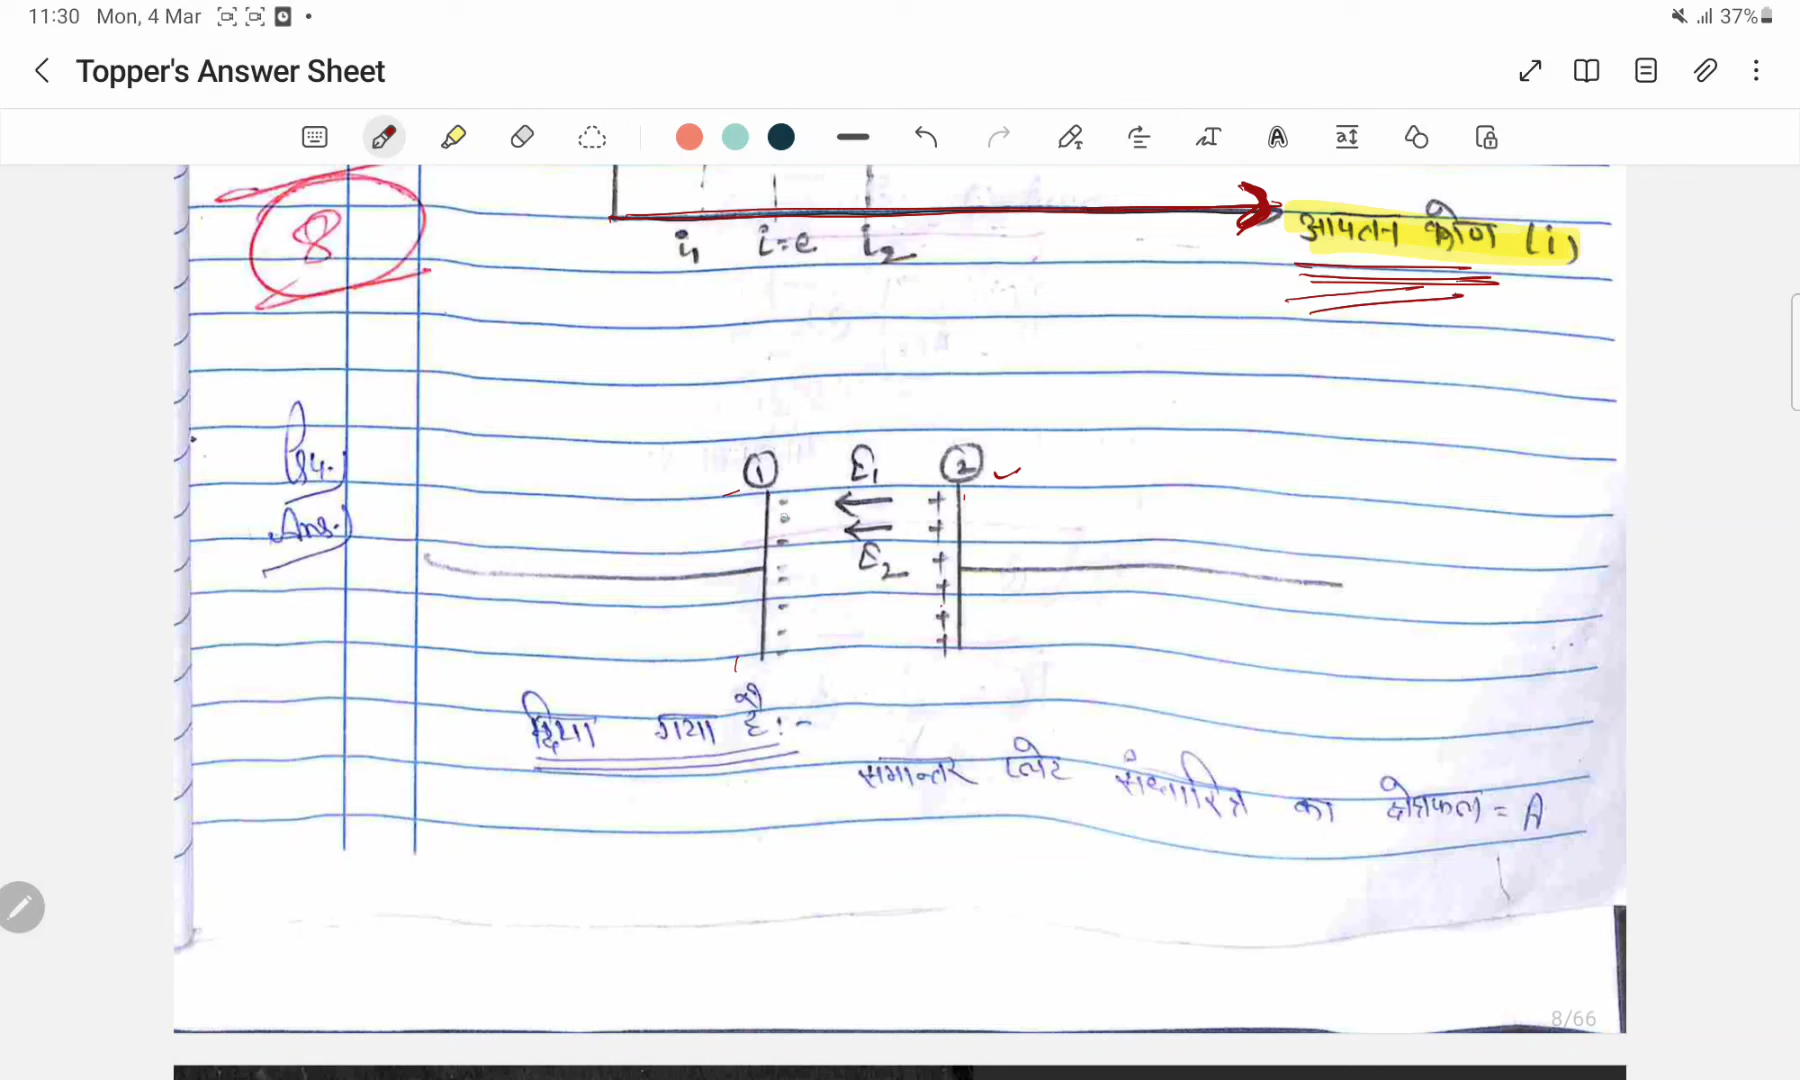 11:30 Mon, 4 Mar
37%
Topper's Answer Sheet
8
i₁ i=e i₂
आपतन कोण (i)
Ans.
① E₁ ②
E₂
दिया गया है:-
समान्तर प्लेट संधारित्र का क्षेत्रफल = A
8/66